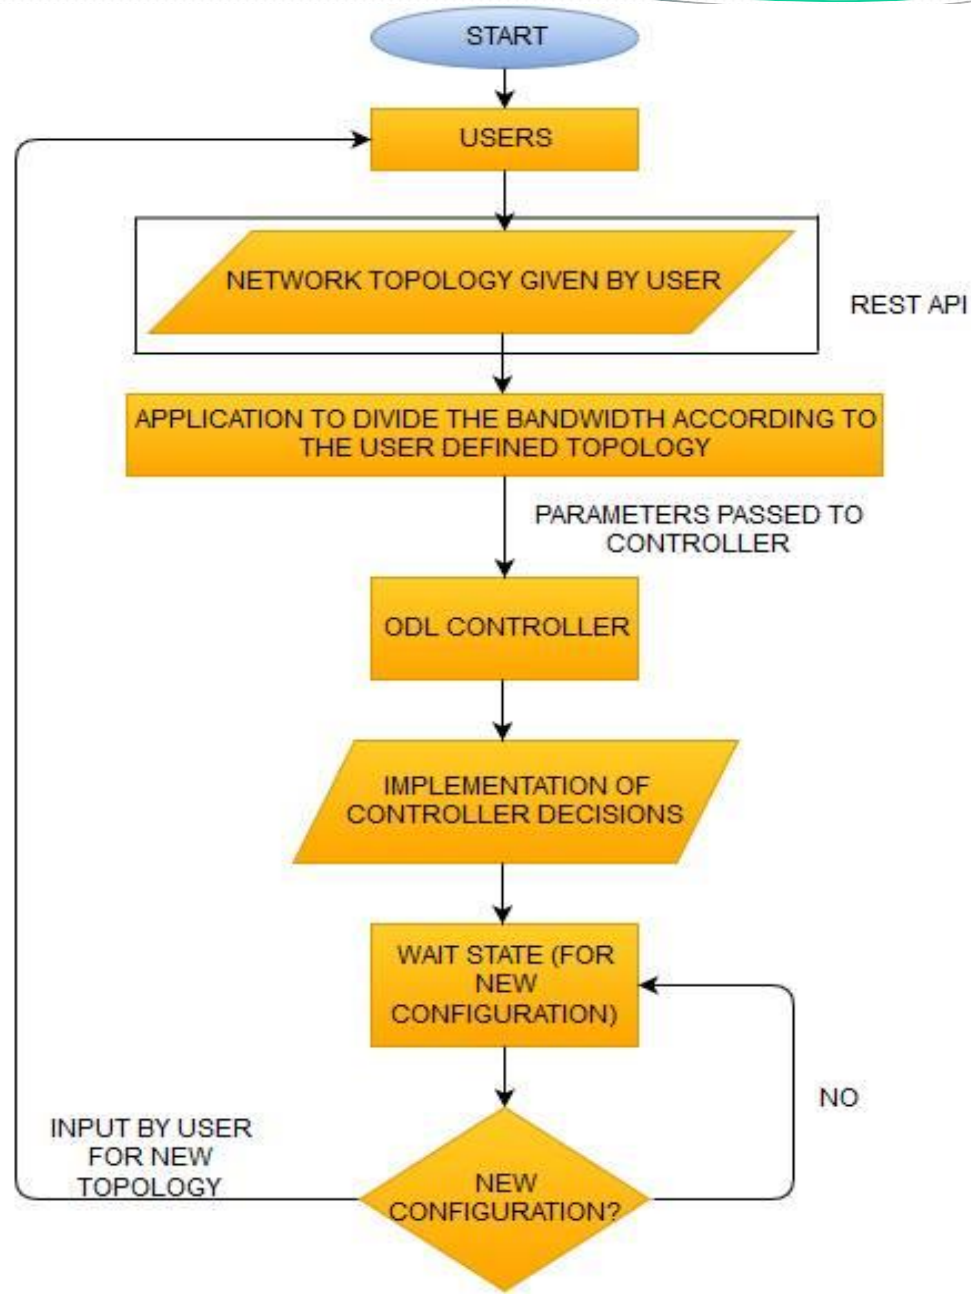 START
USERS
NETWORK TOPOLOGY GIVEN BY USER
REST API
APPLICATION TO DIVIDE THE BANDWIDTH ACCORDING TO
THE USER DEFINED TOPOLOGY
PARAMETERS PASSED TO
CONTROLLER
ODL CONTROLLER
IMPLEMENTATION OF
CONTROLLER DECISIONS
WAIT STATE (FOR
NEW
CONFIGURATION)
NO
INPUT BY USER
FOR NEW
TOPOLOGY
NEW
CONFIGURATION?